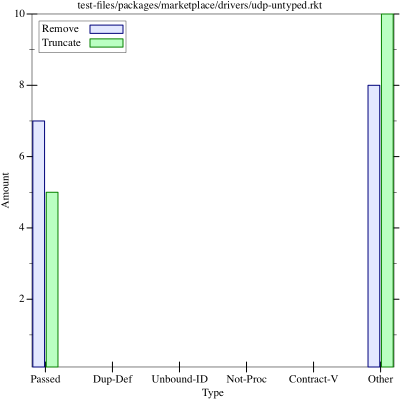 test-files/packages/marketplace/drivers/udp-untyped.rkt
Remove
Truncate
10
8
6
4
2
Amount
Passed Dup-Def Unbound-ID Not-Proc Contract-V Other
Type